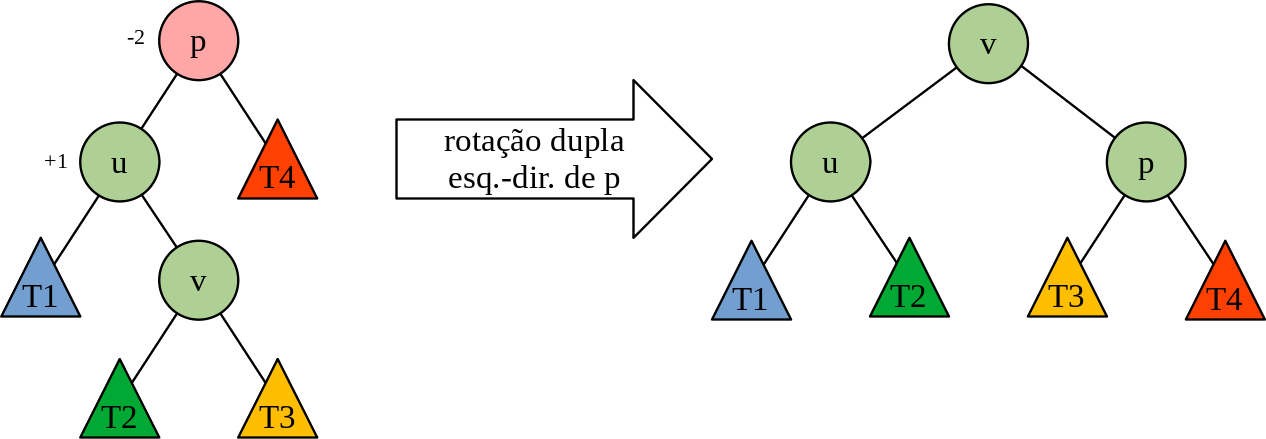 -2
p
+1
u
T4
T1
v
T2
T3
rotação dupla
esq.-dir. de p
v
u
p
T1
T2
T3
T4